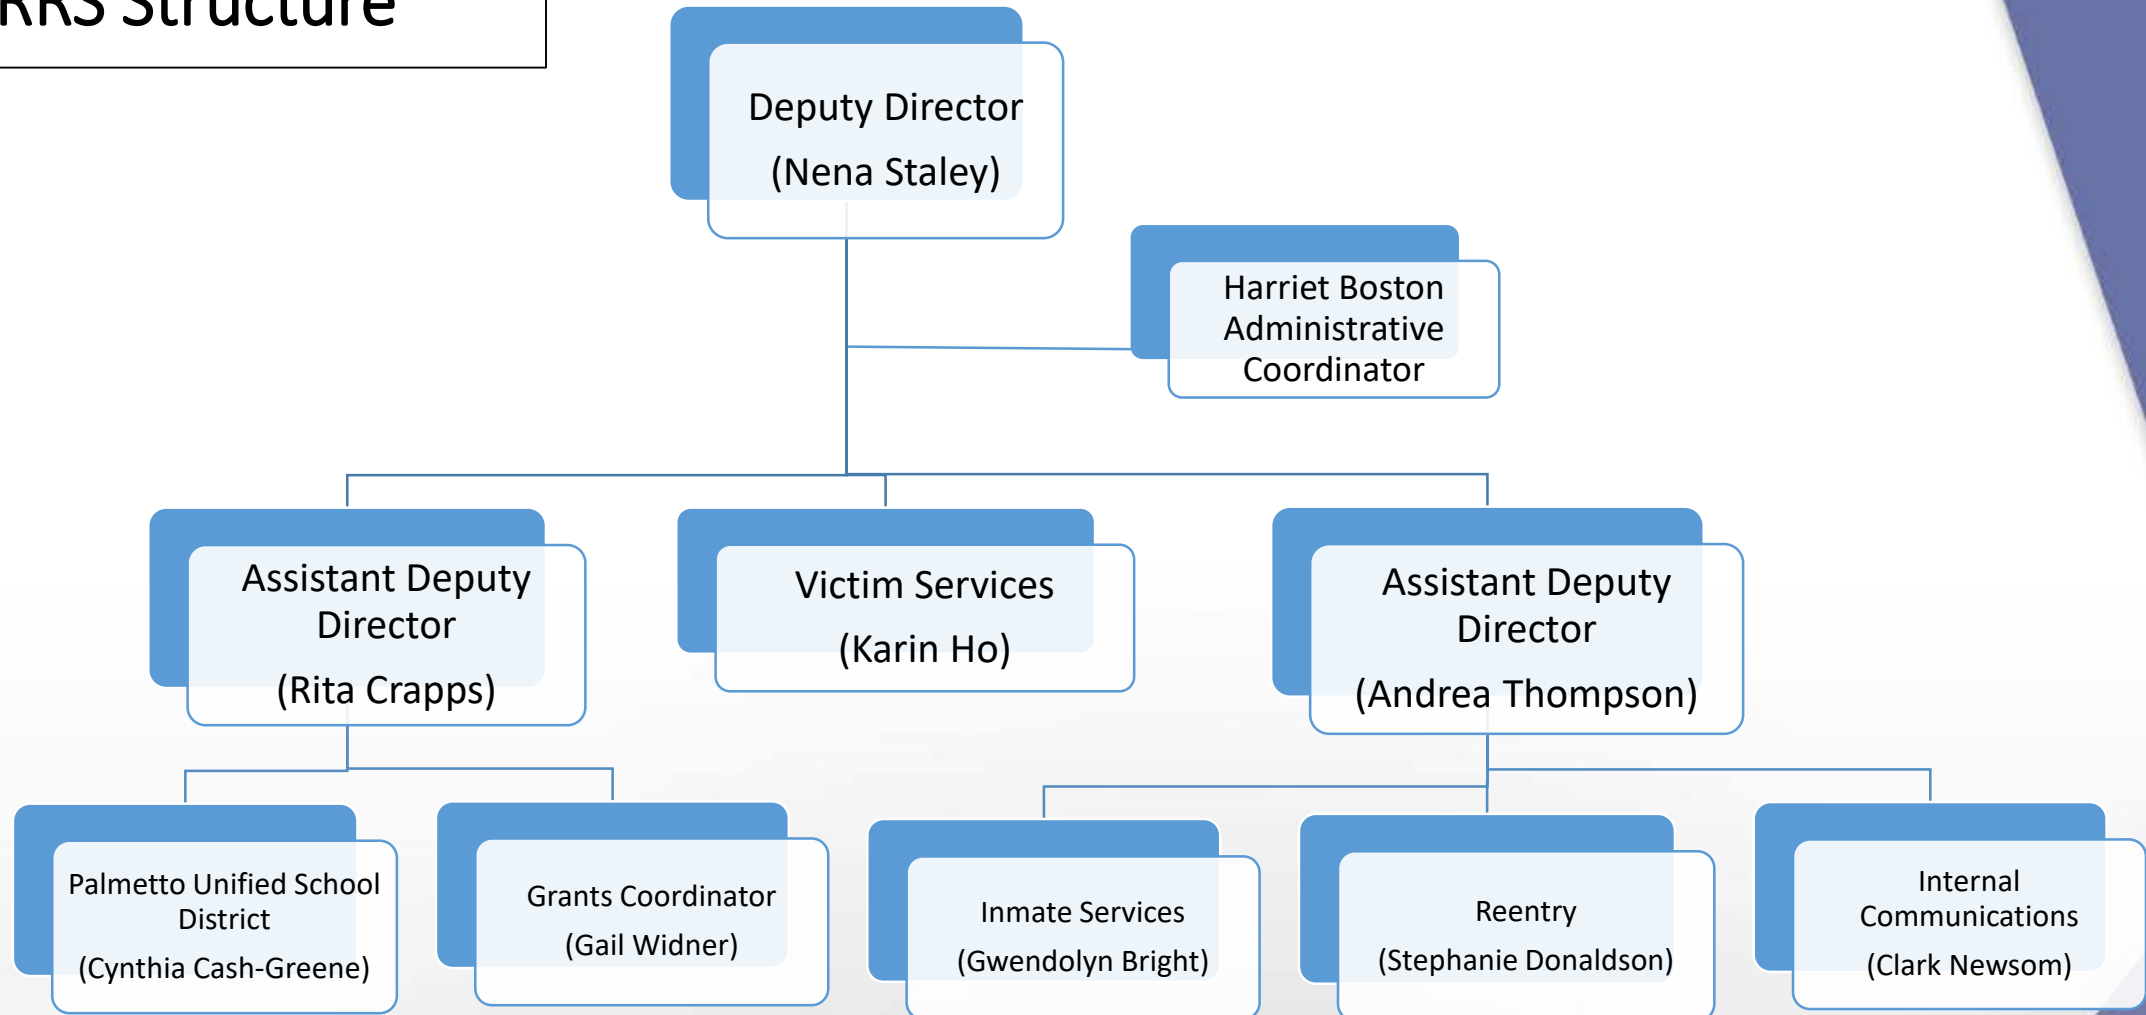 RRS Structure
Deputy Director
(Nena Staley)
Harriet Boston
Administrative
Coordinator
Assistant Deputy
Director
(Rita Crapps)
Victim Services
(Karin Ho)
Assistant Deputy
Director
(Andrea Thompson)
Palmetto Unified School
District
(Cynthia Cash-Greene)
Grants Coordinator
(Gail Widner)
Inmate Services
(Gwendolyn Bright)
Reentry
(Stephanie Donaldson)
Internal
Communications
(Clark Newsom)